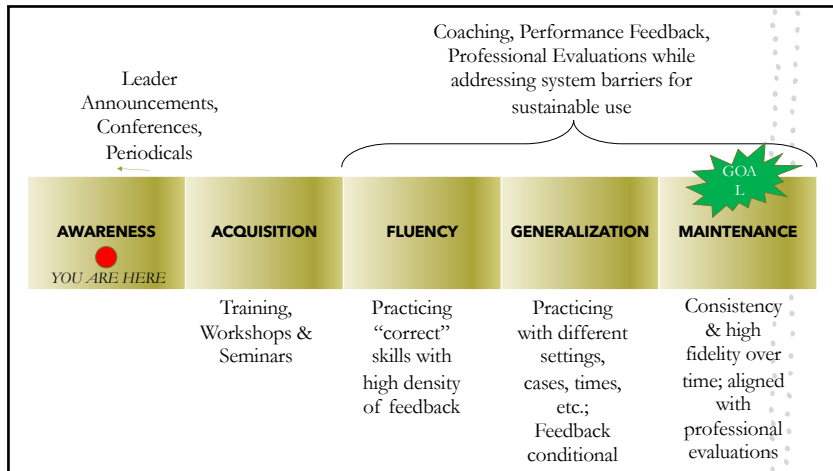 Coaching, Performance Feedback,
Professional Evaluations while
addressing system barriers for
sustainable use
Leader
Announcements,
Conferences,
Periodicals
GOA
L
AWARENESS
ACQUISITION
FLUENCY
GENERALIZATION
MAINTENANCE
YOU ARE HERE
Training,
Workshops &
Seminars
Practicing
“correct”
skills with
high density
of feedback
Practicing
with different
settings,
cases, times,
etc.;
Feedback
conditional
Consistency
& high
fidelity over
time; aligned
with
professional
evaluations